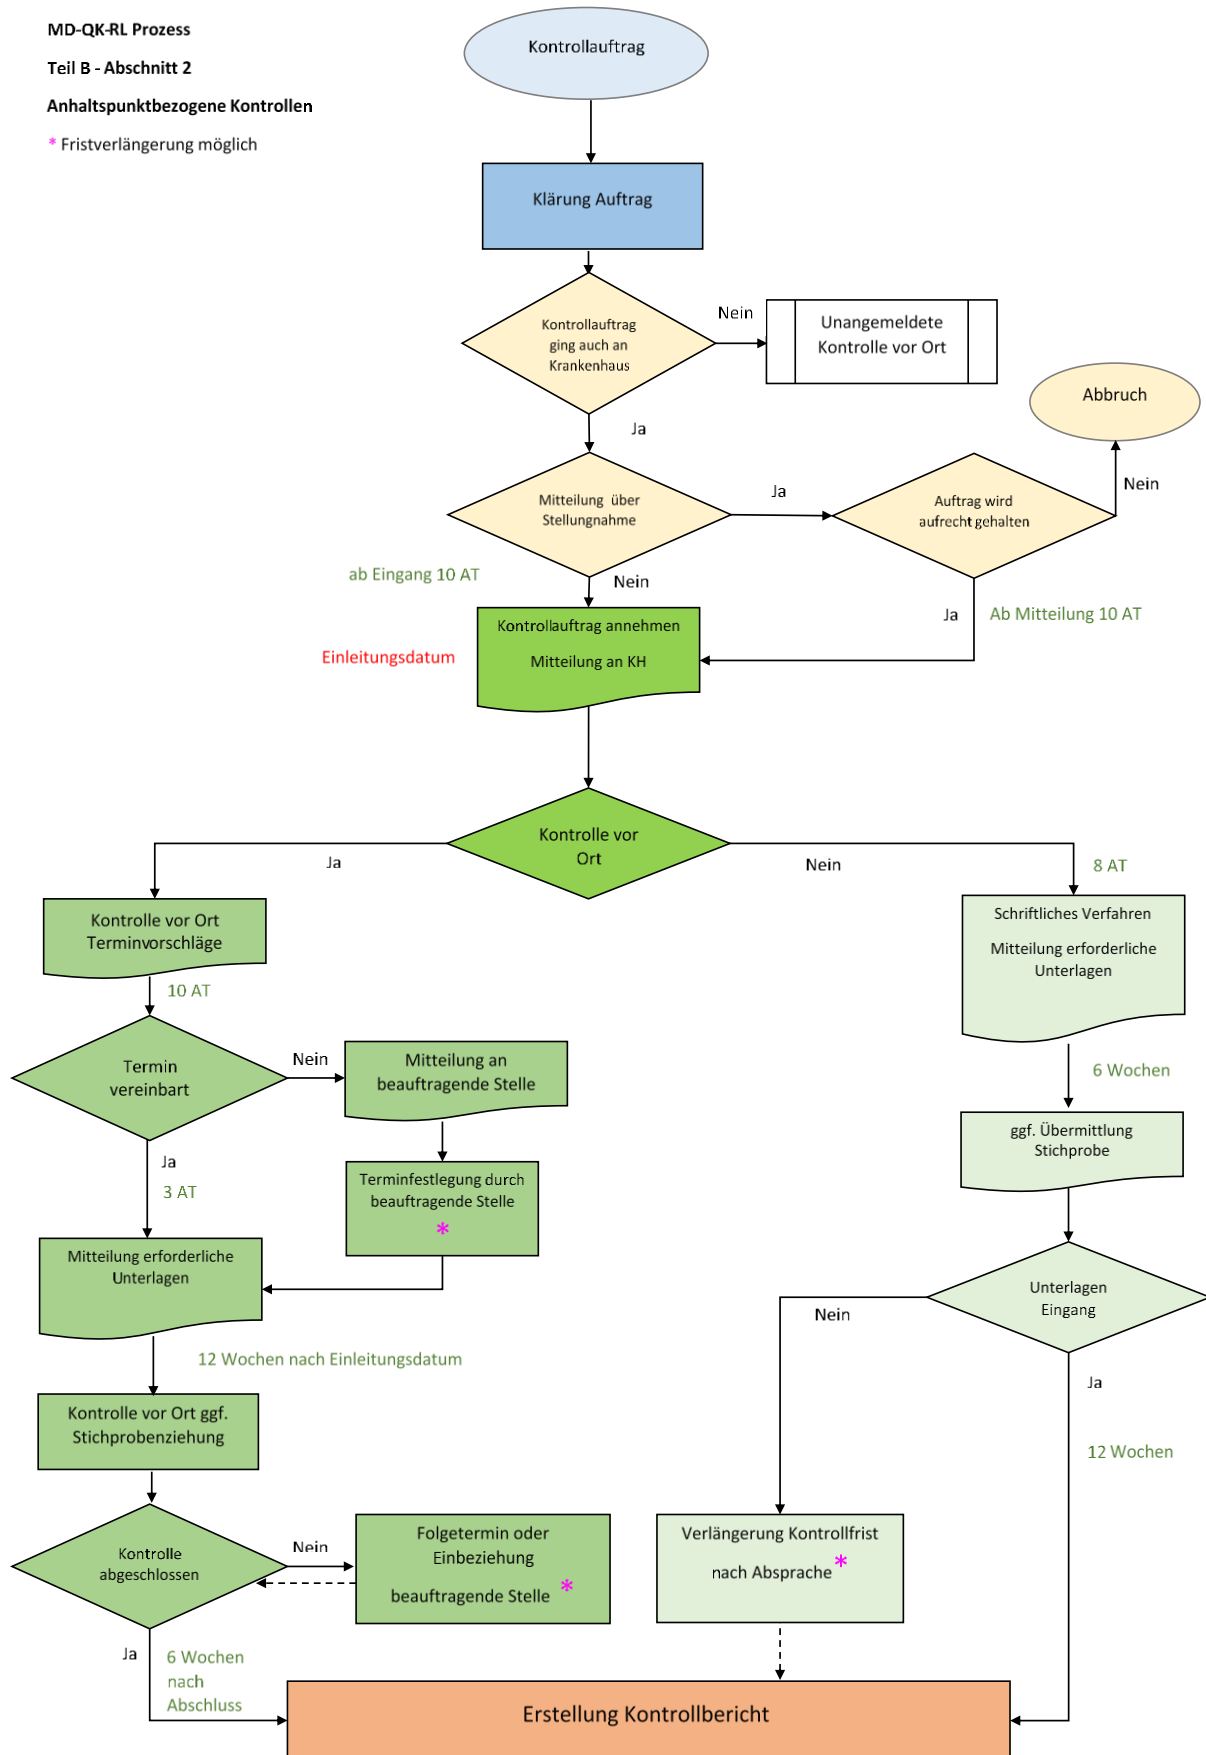 MD-QK-RL Prozess
Teil B - Abschnitt 2
Anhaltspunktbezogene Kontrollen
* Fristverlängerung möglich
Kontrollauftrag
Klärung Auftrag
Kontrollauftrag
ging auch an
Krankenhaus
Nein
Unangemeldete
Kontrolle vor Ort
Ja
Abbruch
Mitteilung über
Stellungnahme
Ja
Auftrag wird
aufrecht gehalten
Nein
ab Eingang 10 AT
Nein
Ja
Ab Mitteilung 10 AT
Einleitungsdatum
Kontrollauftrag annehmen
Mitteilung an KH
Kontrolle vor
Ort
Ja
Nein
8 AT
Kontrolle vor Ort
Terminvorschläge
10 AT
Schriftliches Verfahren
Mitteilung erforderliche
Unterlagen
Termin
vereinbart
Nein
Mitteilung an
beauftragende Stelle
6 Wochen
ggf. Übermittlung
Stichprobe
Ja
3 AT
Terminfestlegung durch
beauftragende Stelle
*
Mitteilung erforderliche
Unterlagen
Unterlagen
Eingang
Nein
Ja
12 Wochen nach Einleitungsdatum
12 Wochen
Kontrolle vor Ort ggf.
Stichprobenziehung
Kontrolle
abgeschlossen
Nein
Folgetermin oder
Einbeziehung
beauftragende Stelle *
Verlängerung Kontrollfrist
nach Absprache *
Ja
6 Wochen
nach
Abschluss
Erstellung Kontrollbericht